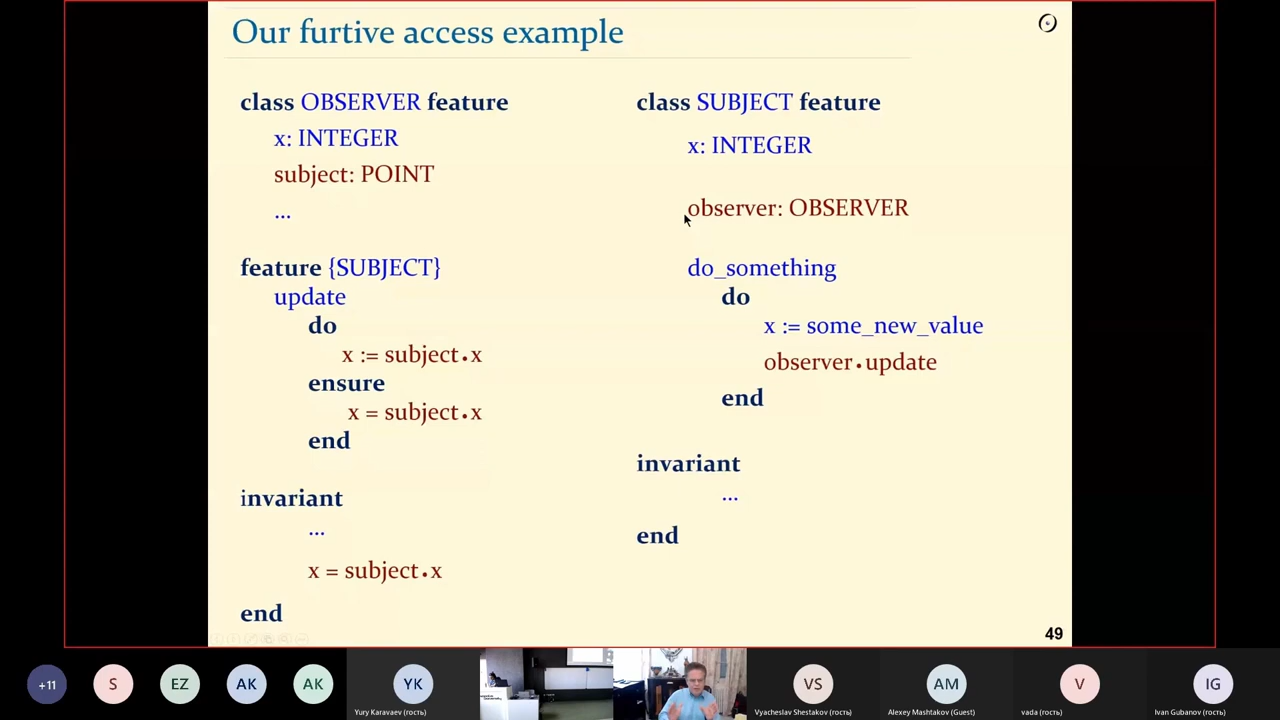 Our furtive access example
class OBSERVER feature
x: INTEGER
subject: POINT
...
feature {SUBJECT}
update
do
x := subject.x
ensure
x = subject.x
end
invariant
...
x = subject.x
end
class SUBJECT feature
x: INTEGER
observer: OBSERVER
do_something
do
x := some_new_value
observer.update
end
invariant
...
end
49
+11
S
EZ
AK
AK
YK
Yury Karavaev (гость)
VS
Vyacheslav Shestakov (гость)
AM
Alexey Mashtakov (Guest)
V
vada (гость)
IG
Ivan Gubanov (гость)